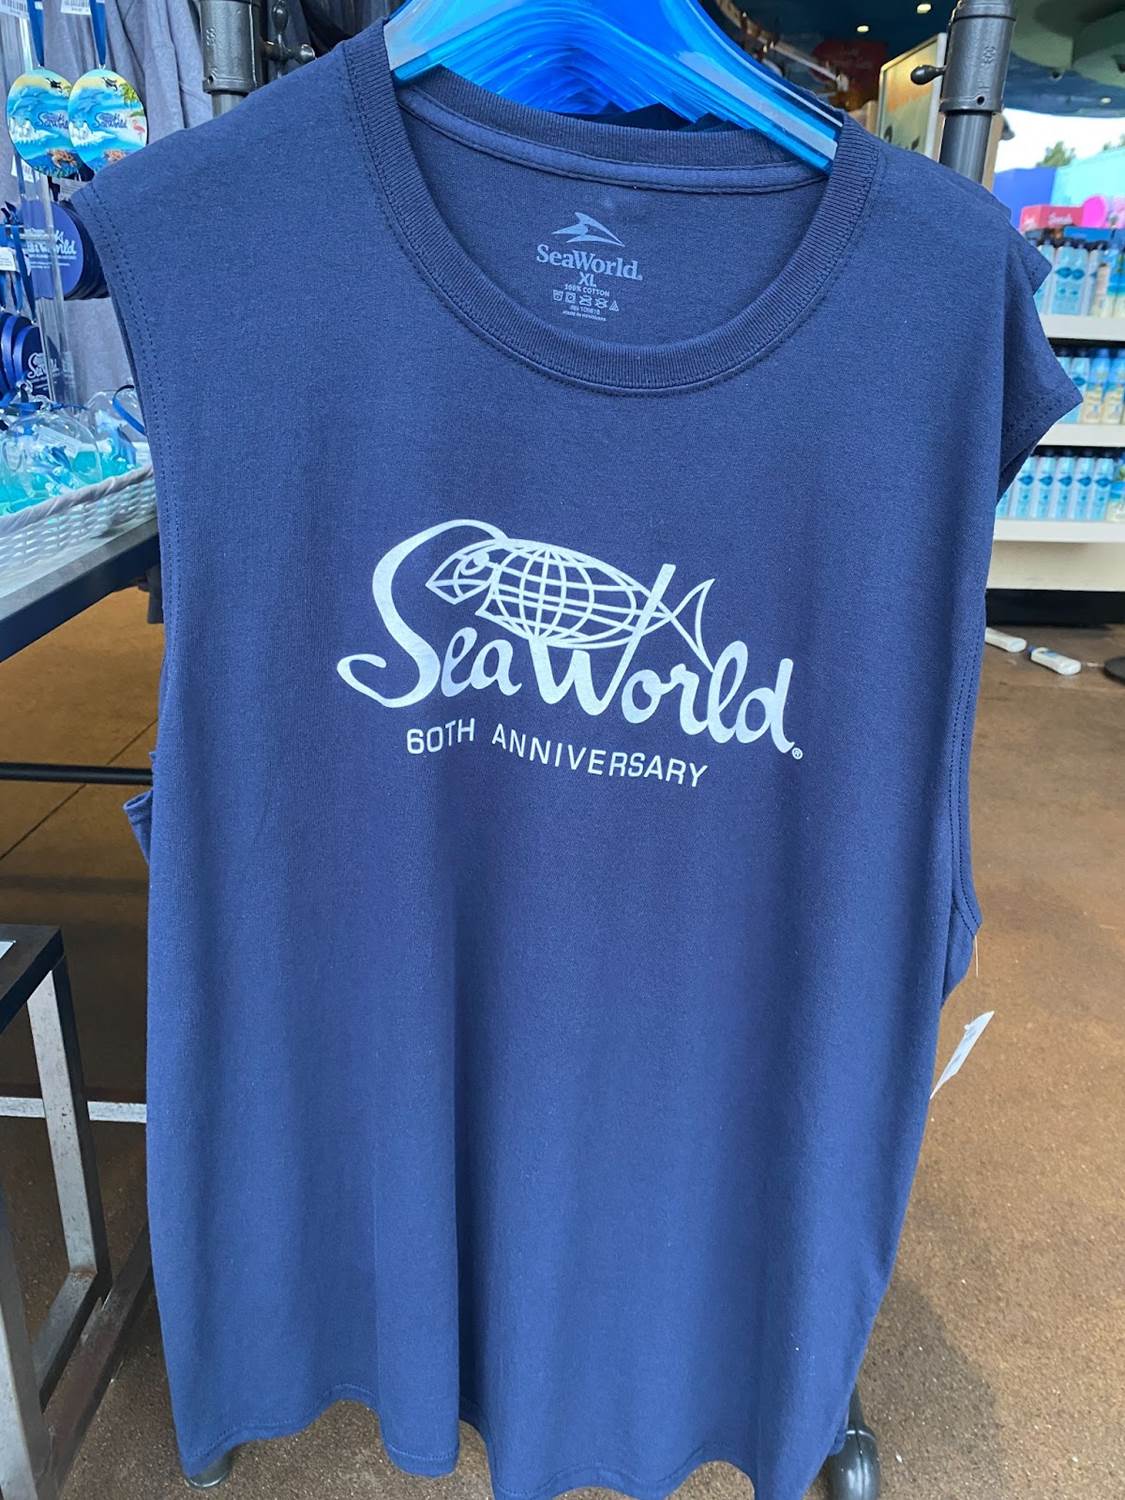 SeaWorld
XL
100% COTTON
SeaWorld®
60TH ANNIVERSARY